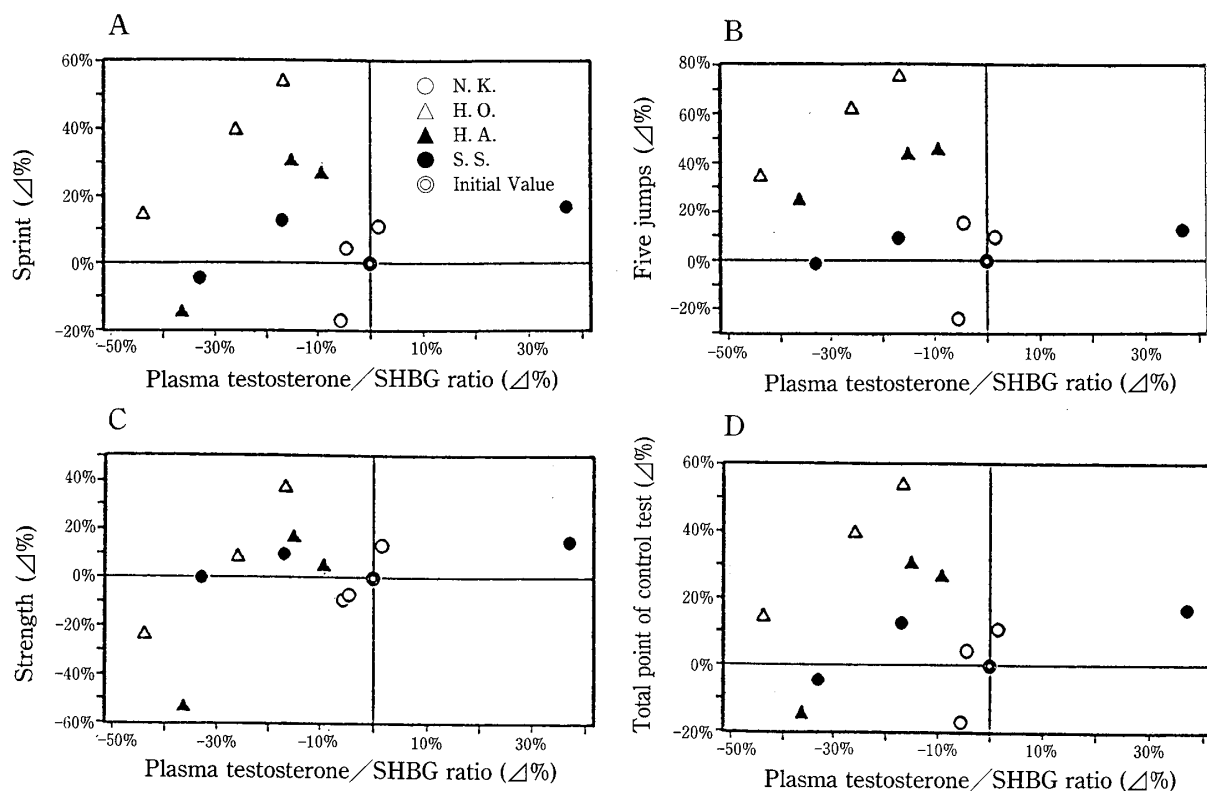 A
Sprint (⊿%)
60%
40%
20%
0%
-20%
N. K.
H. O.
H. A.
S. S.
Initial Value
-50%
-30%
-10%
10%
30%
Plasma testosterone／SHBG ratio (⊿%)
B
Five jumps (⊿%)
80%
60%
40%
20%
0%
-20%
-50%
-30%
-10%
10%
30%
Plasma testosterone／SHBG ratio (⊿%)
C
Strength (⊿%)
40%
20%
0%
-20%
-40%
-60%
-50%
-30%
-10%
10%
30%
Plasma testosterone／SHBG ratio (⊿%)
D
Total point of control test (⊿%)
60%
40%
20%
0%
-20%
-50%
-30%
-10%
10%
30%
Plasma testosterone／SHBG ratio (⊿%)